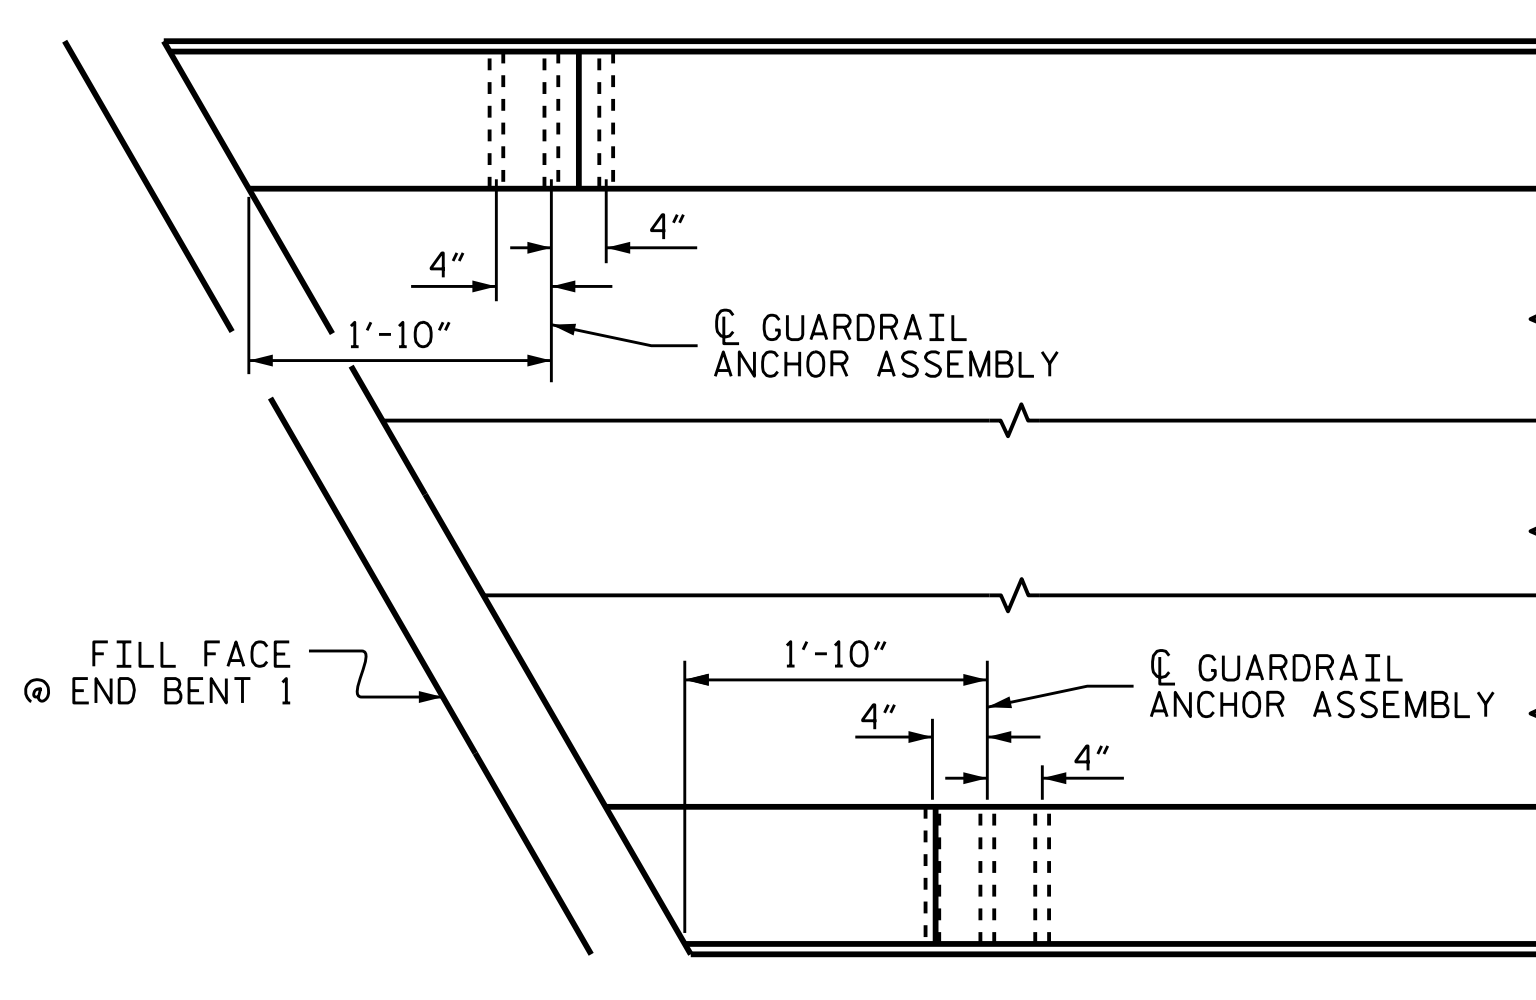 4"
4"
1'-10"
℄ GUARDRAIL
ANCHOR ASSEMBLY
FILL FACE
@ END BENT 1
1'-10"
℄ GUARDRAIL
ANCHOR ASSEMBLY
4"
4"